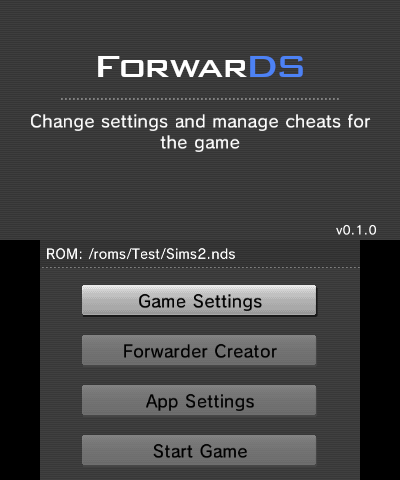 FORWARDS
Change settings and manage cheats for
the game
v0.1.0
ROM: /roms/Test/Sims2.nds
Game Settings
Forwarder Creator
App Settings
Start Game